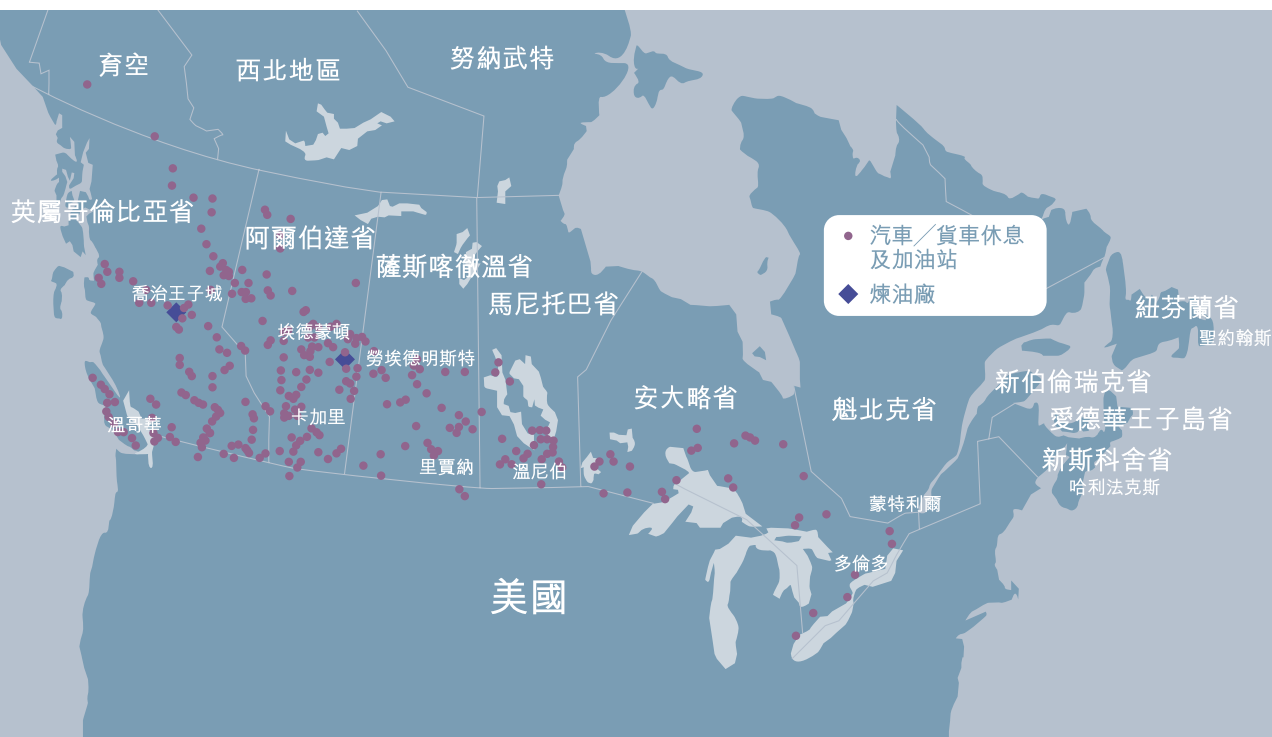 育空
西北地區
努納武特
英屬哥倫比亞省
阿爾伯達省
薩斯喀徹溫省
馬尼托巴省
汽車／貨車休息
及加油站
煉油廠
喬治王子城
埃德蒙頓
勞埃德明斯特
紐芬蘭省
聖約翰斯
安大略省
魁北克省
新伯倫瑞克省
愛德華王子島省
溫哥華
卡加里
里賈納
溫尼伯
新斯科舍省
哈利法克斯
蒙特利爾
多倫多
美國